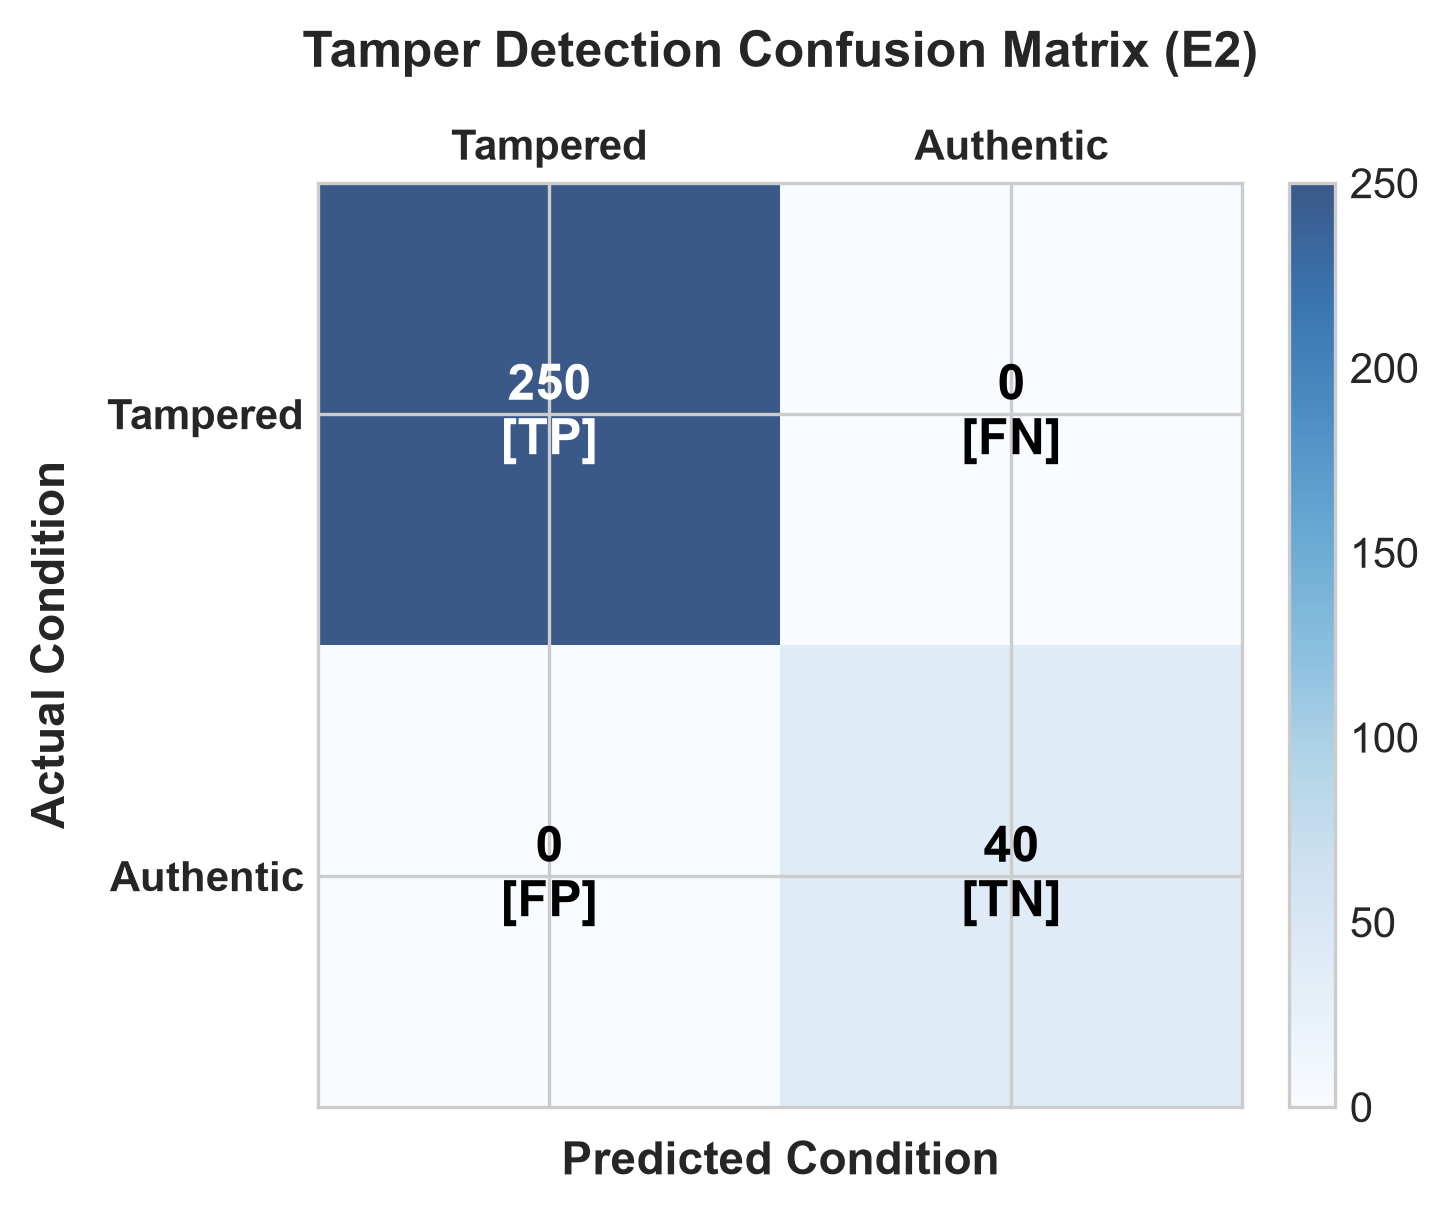 Tamper Detection Confusion Matrix (E2)
Tampered Authentic
250
200
150
100
50
0
Actual Condition
Tampered
250
[TP]
0
[FN]
Authentic
0
[FP]
40
[TN]
Predicted Condition